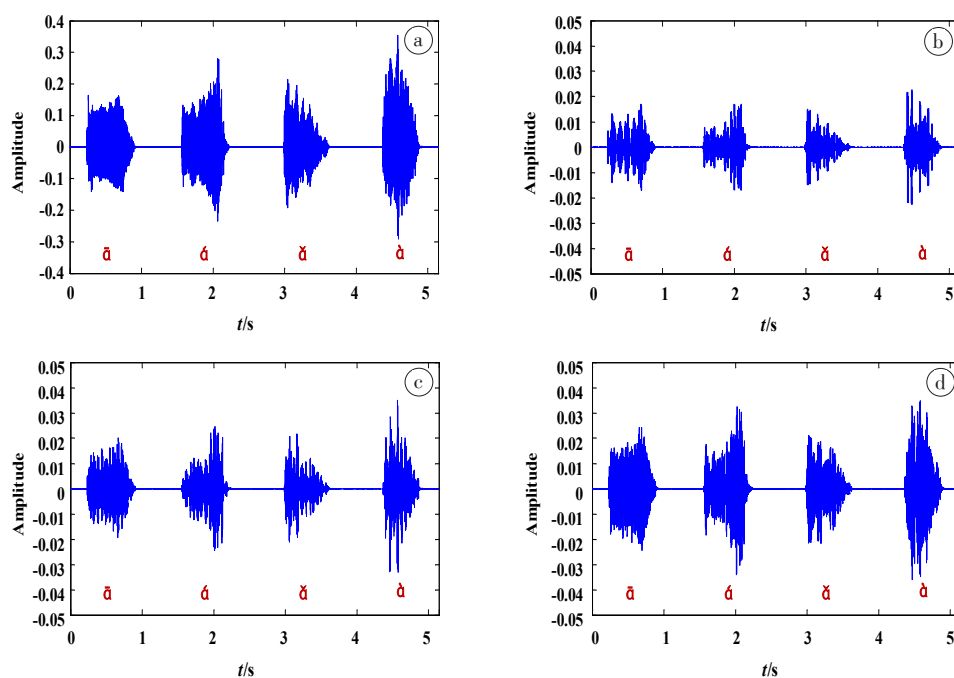 a
Amplitude
0.4
0.3
0.2
0.1
0
-0.1
-0.2
-0.3
-0.4
ā á ǎ à
0 1 2 3 4 5
t/s
b
Amplitude
0.05
0.04
0.03
0.02
0.01
0
-0.01
-0.02
-0.03
-0.04
-0.05
ā á ǎ à
0 1 2 3 4 5
t/s
c
Amplitude
0.05
0.04
0.03
0.02
0.01
0
-0.01
-0.02
-0.03
-0.04
-0.05
ā á ǎ à
0 1 2 3 4 5
t/s
d
Amplitude
0.05
0.04
0.03
0.02
0.01
0
-0.01
-0.02
-0.03
-0.04
-0.05
ā á ǎ à
0 1 2 3 4 5
t/s